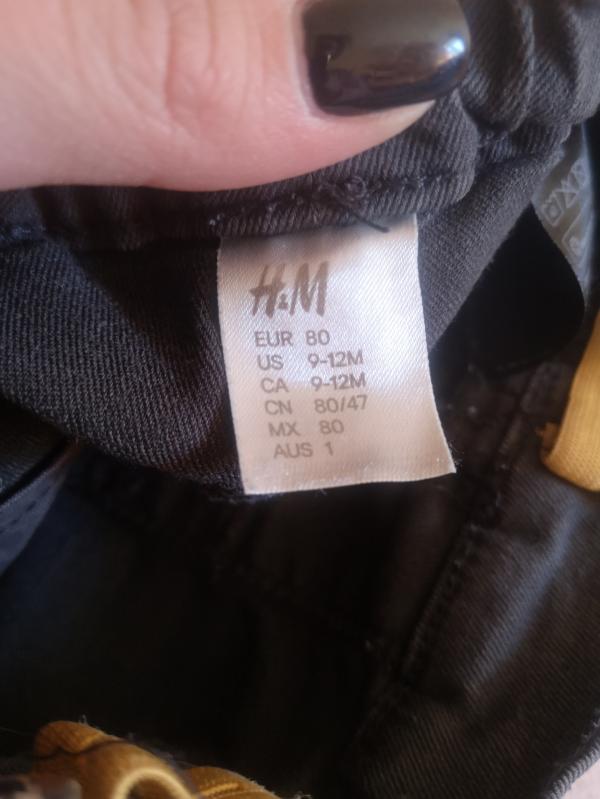 H&M
EUR 80
US 9-12M
CA 9-12M
CN 80/47
MX 80
AUS 1